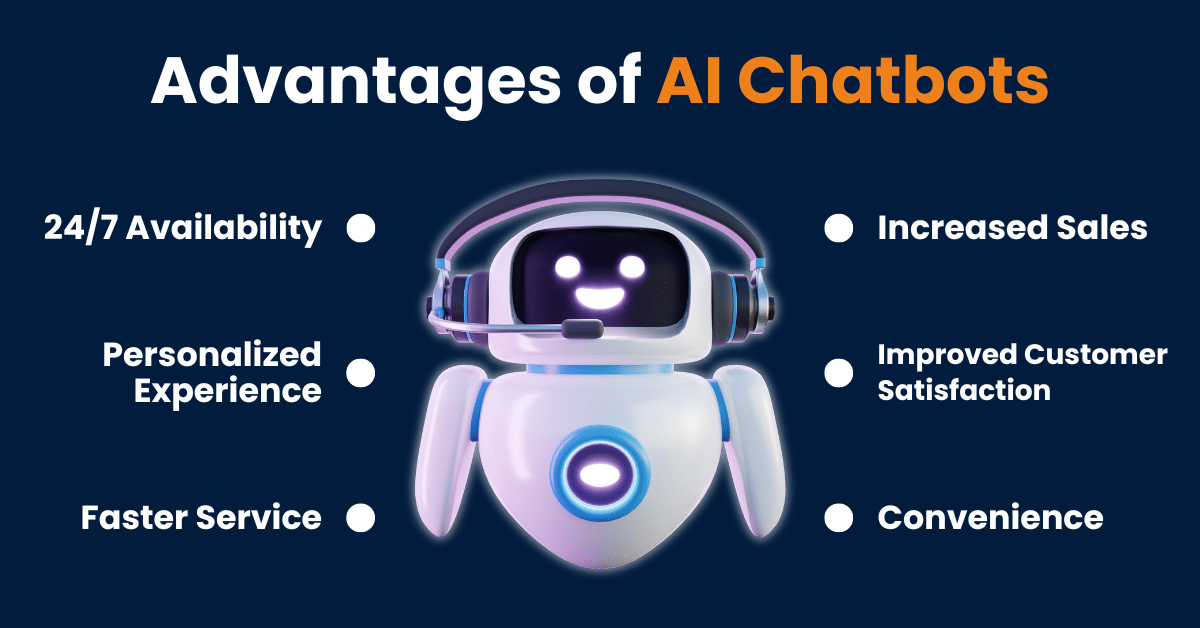 Advantages of AI Chatbots
24/7 Availability
Personalized
Experience
Faster Service
Increased Sales
Improved Customer
Satisfaction
Convenience